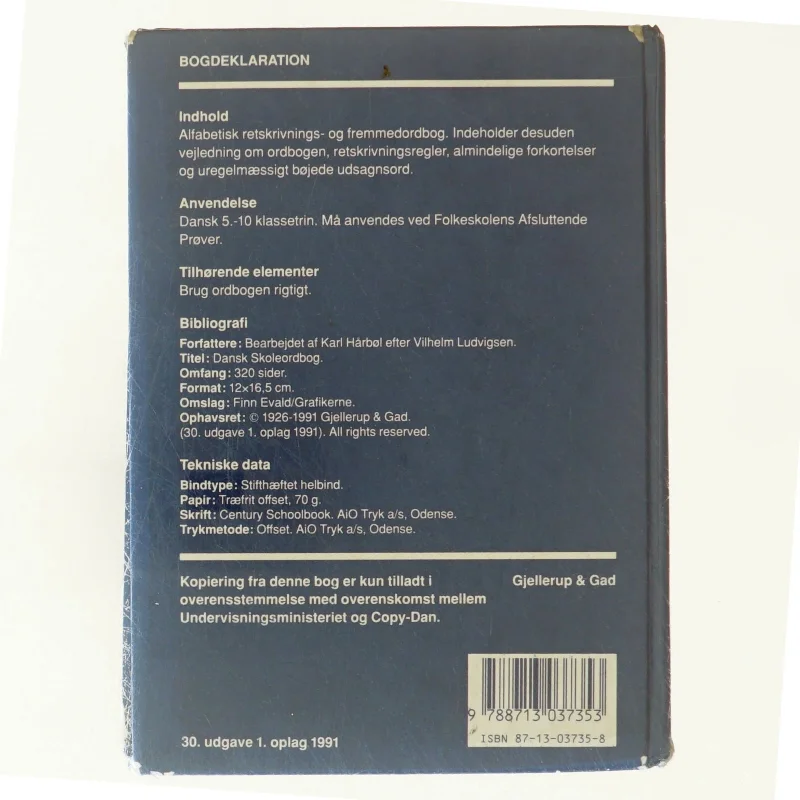 BOGDEKLARATION
Indhold
Alfabetisk retskrivnings- og fremmedordbog. Indeholder desuden
vejledning om ordbogen, retskrivningsregler, almindelige forkortelser
og uregelmæssigt bøjede udsagnsord.
Anvendelse
Dansk 5.-10 klassetrin. Må anvendes ved Folkeskolens Afsluttende
Prøver.
Tilhørende elementer
Brug ordbogen rigtigt.
Bibliografi
Forfattere: Bearbejdet af Karl Hårbøl efter Vilhelm Ludvigsen.
Titel: Dansk Skoleordbog.
Omfang: 320 sider.
Format: 12×16,5 cm.
Omslag: Finn Evald/Grafikerne.
Ophavsret: © 1926-1991 Gjellerup & Gad.
(30. udgave 1. oplag 1991). All rights reserved.
Tekniske data
Bindtype: Stifthæftet helbind.
Papir: Træfrit offset, 70 g.
Skrift: Century Schoolbook. AiO Tryk a/s, Odense.
Trykmetode: Offset. AiO Tryk a/s, Odense.
Kopiering fra denne bog er kun tilladt i
overensstemmelse med overenskomst mellem
Undervisningsministeriet og Copy-Dan.
Gjellerup & Gad
9 788713 037353
ISBN 87-13-03735-8
30. udgave 1. oplag 1991